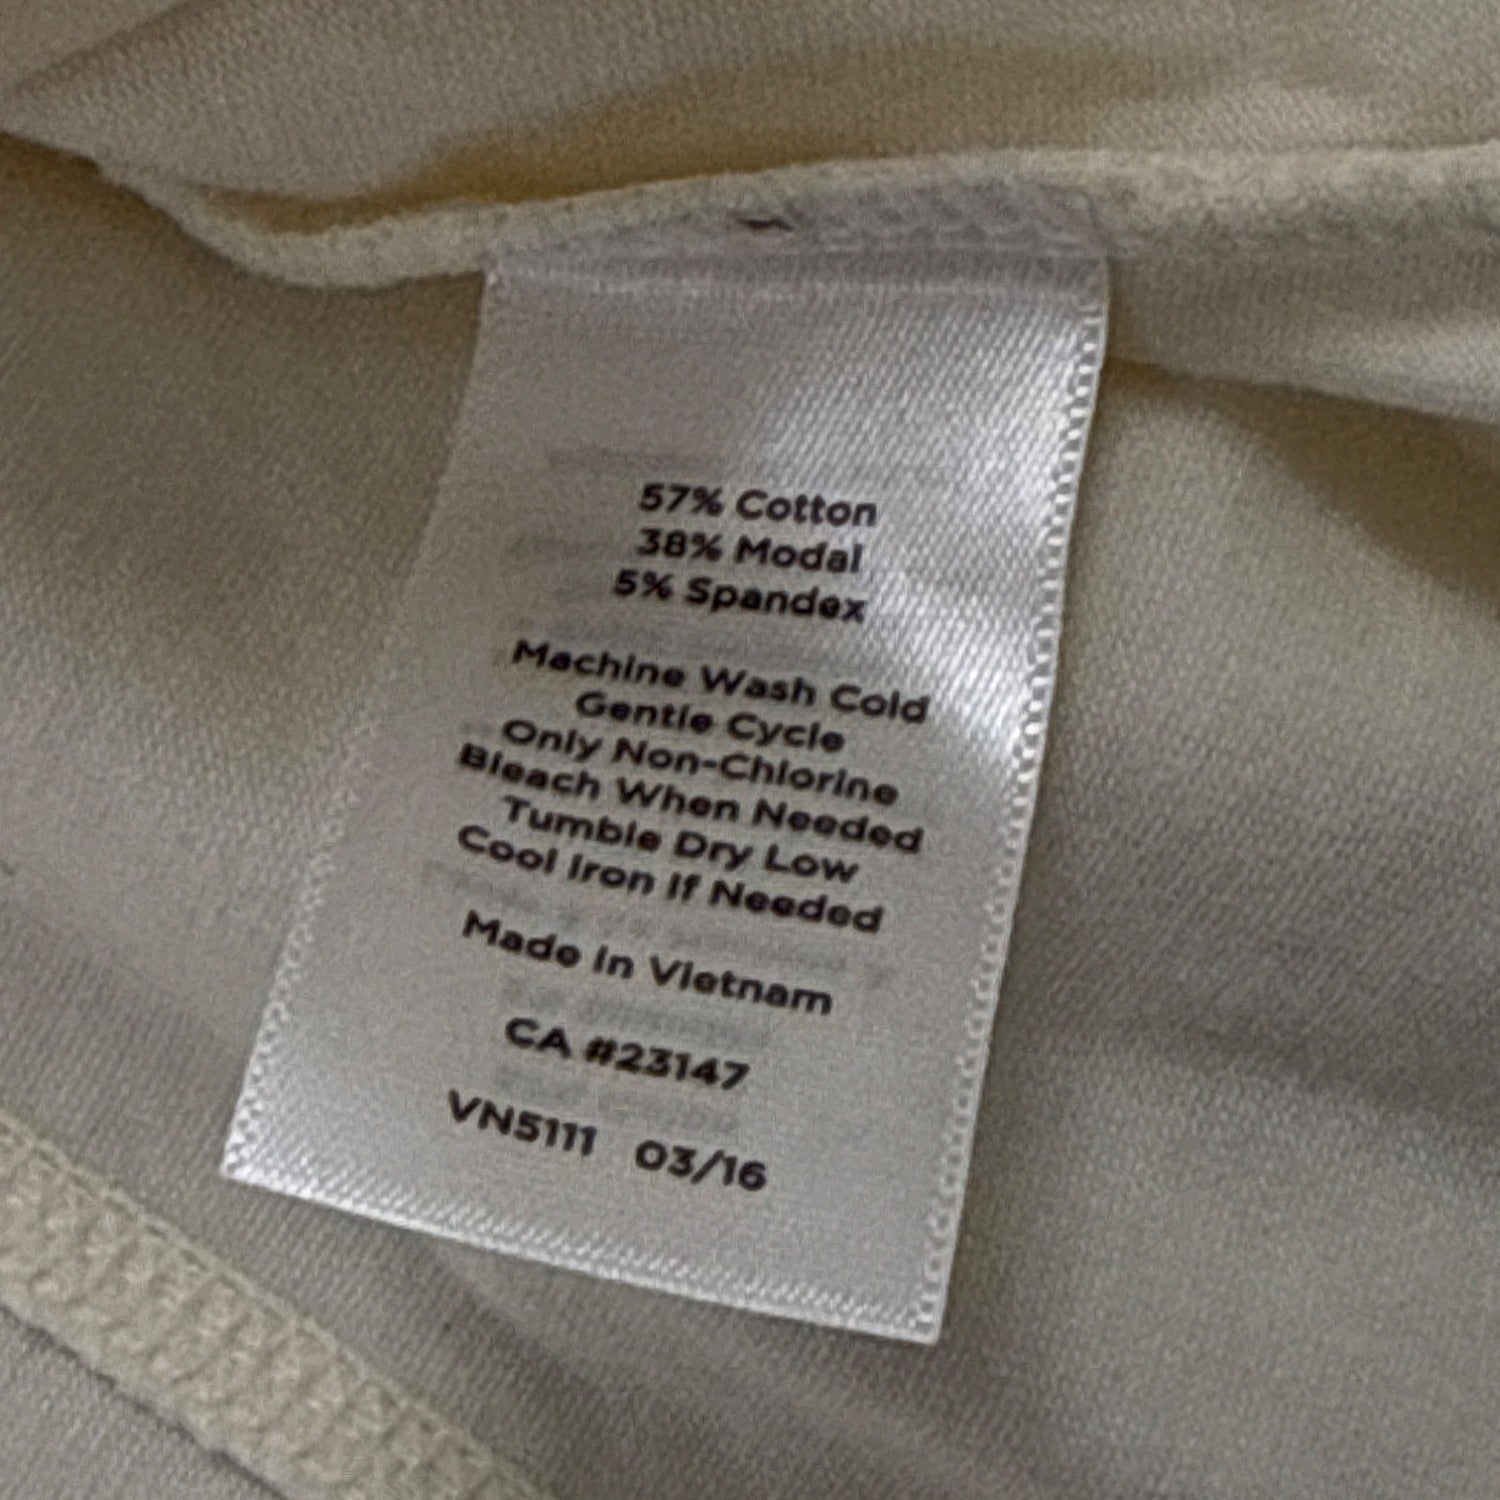 57% Cotton
38% Modal
5% Spandex
Machine Wash Cold
Gentle Cycle
Only Non-Chlorine
Bleach When Needed
Tumble Dry Low
Cool Iron If Needed
Made in Vietnam
CA #23147
VN5111 03/16